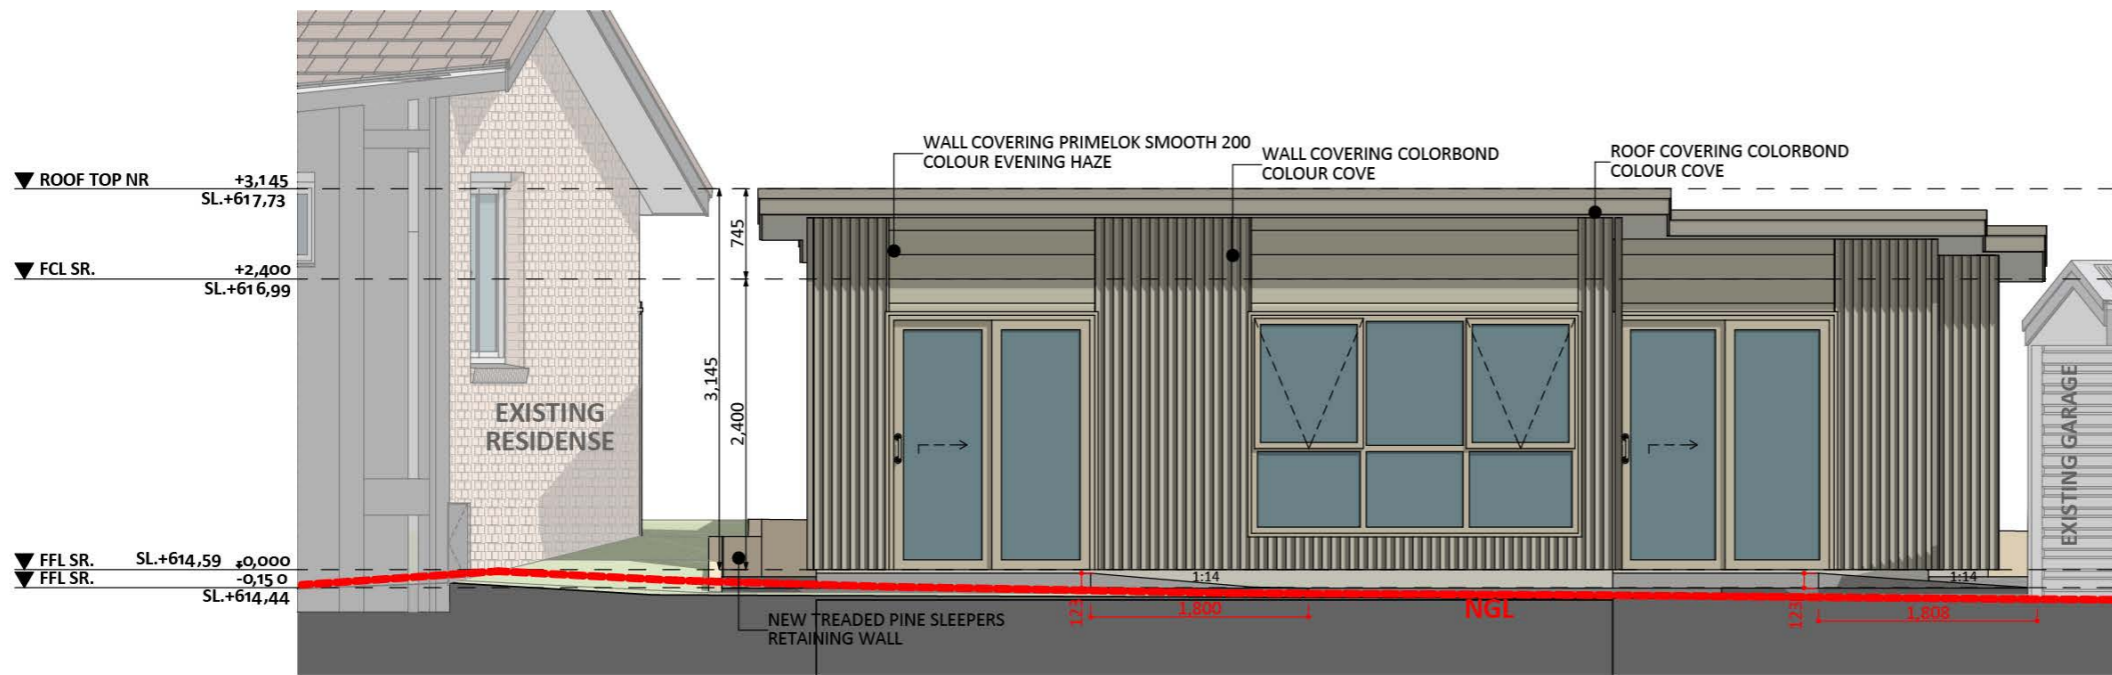 WALL COVERING PRIMELOK SMOOTH 200
COLOUR EVENING HAZE
WALL COVERING COLORBOND
COLOUR COVE
ROOF COVERING COLORBOND
COLOUR COVE
ROOF TOP NR +3,145
SL.+617,73
FCL SR. +2,400
SL.+616,99
745
3,145
2,400
EXISTING
RESIDENSE
EXISTING GARAGE
FFL SR. SL.+614,59 +0,000
FFL SR. -0,150
SL.+614,44
1:14
1:14
123
1,800
NGL
123
1,808
NEW TREADED PINE SLEEPERS
RETAINING WALL